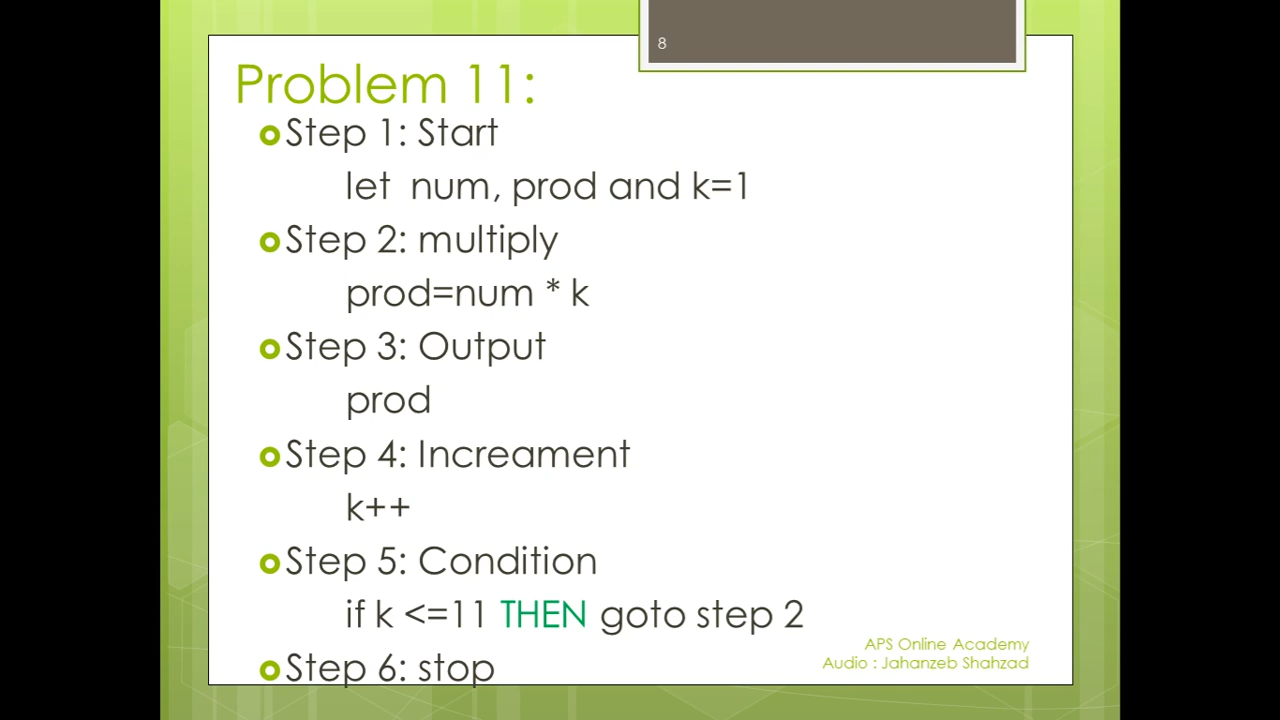 8
Problem 11:
Step 1: Start
let num, prod and k=1
Step 2: multiply
prod=num * k
Step 3: Output
prod
Step 4: Increament
k++
Step 5: Condition
if k <=11 THEN goto step 2
Step 6: stop
APS Online Academy
Audio : Jahanzeb Shahzad